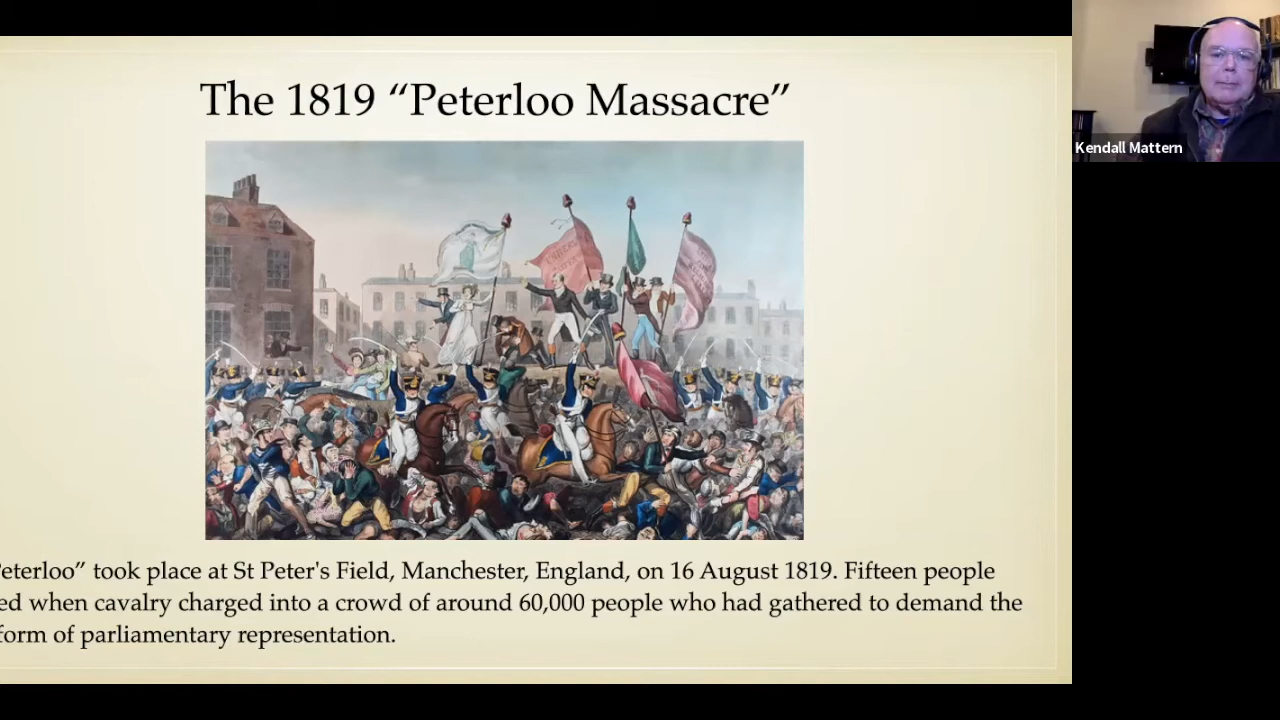 The 1819 “Peterloo Massacre”
eterloo” took place at St Peter's Field, Manchester, England, on 16 August 1819. Fifteen people
ed when cavalry charged into a crowd of around 60,000 people who had gathered to demand the
form of parliamentary representation.
Kendall Mattern